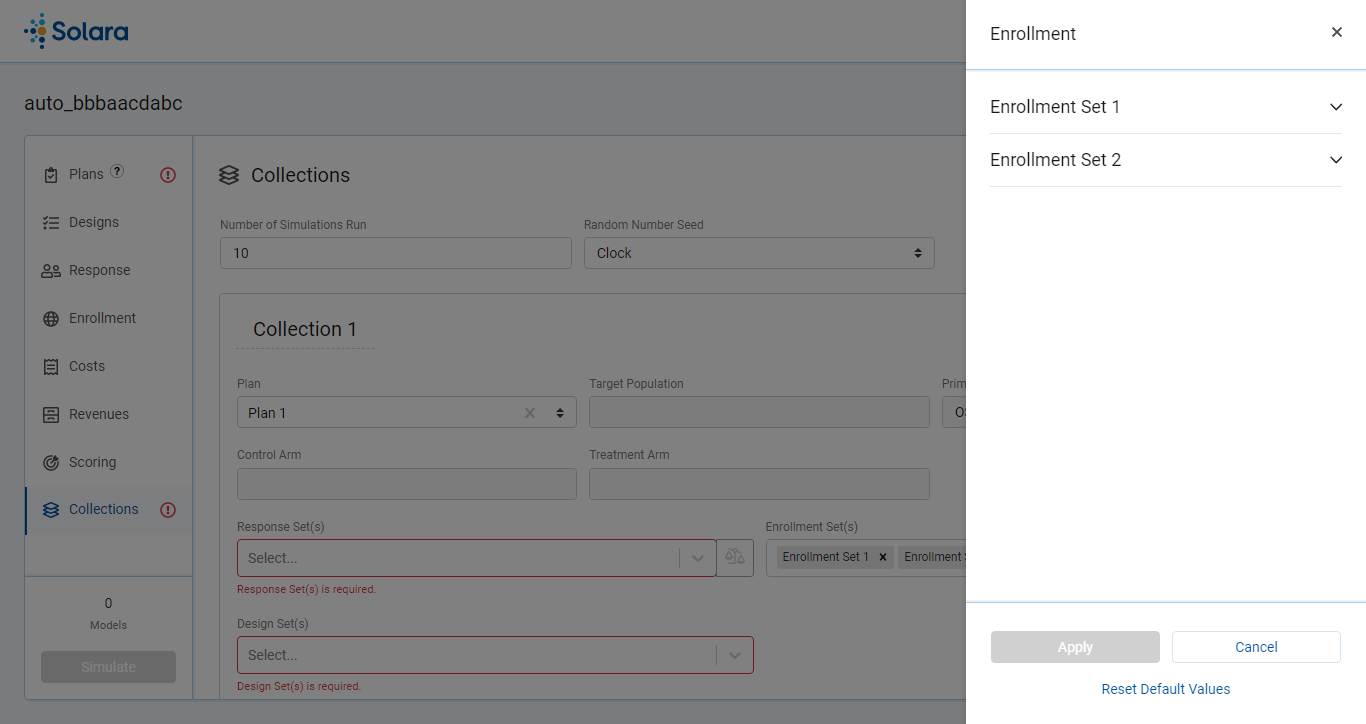 Solara
auto_bbbaacdabc
Plans ?
Designs
Response
Enrollment
Costs
Revenues
Scoring
Collections
0
Models
Simulate
Collections
Number of Simulations Run
Random Number Seed
10
Clock
Collection 1
Plan
Target Population
Prim
Plan 1
Control Arm
Treatment Arm
Response Set(s)
Enrollment Set(s)
Select...
Enrollment Set 1
Enrollment
Response Set(s) is required.
Design Set(s)
Select...
Design Set(s) is required.
Enrollment
Enrollment Set 1
Enrollment Set 2
Apply
Cancel
Reset Default Values